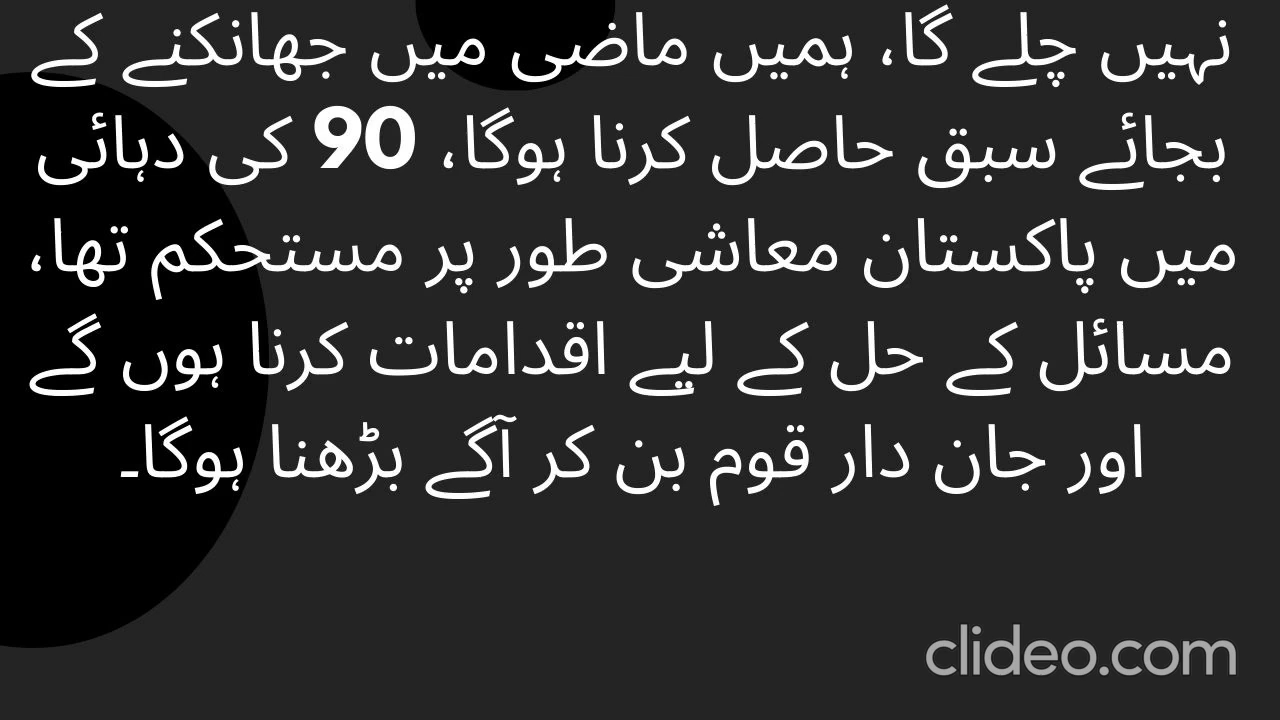 نہیں چلے گا، ہمیں ماضی میں جھانکنے کے
بجائے سبق حاصل کرنا ہوگا، 90 کی دہائی
میں پاکستان معاشی طور پر مستحکم تھا،
مسائل کے حل کے لیے اقدامات کرنا ہوں گے
اور جان دار قوم بن کر آگے بڑھنا ہوگا۔
clideo.com